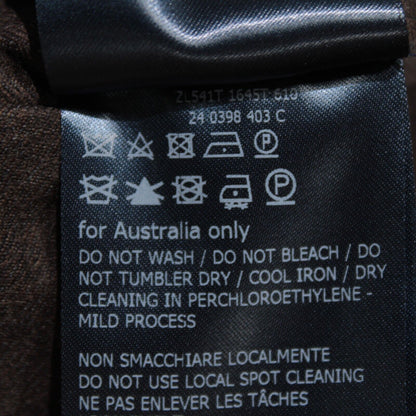 ZL541T 1645T 610
24 0398 403 C
for Australia only
DO NOT WASH / DO NOT BLEACH / DO
NOT TUMBLER DRY / COOL IRON / DRY
CLEANING IN PERCHLOROETHYLENE -
MILD PROCESS
NON SMACCHIARE LOCALMENTE
DO NOT USE LOCAL SPOT CLEANING
NE PAS ENLEVER LES TÂCHES